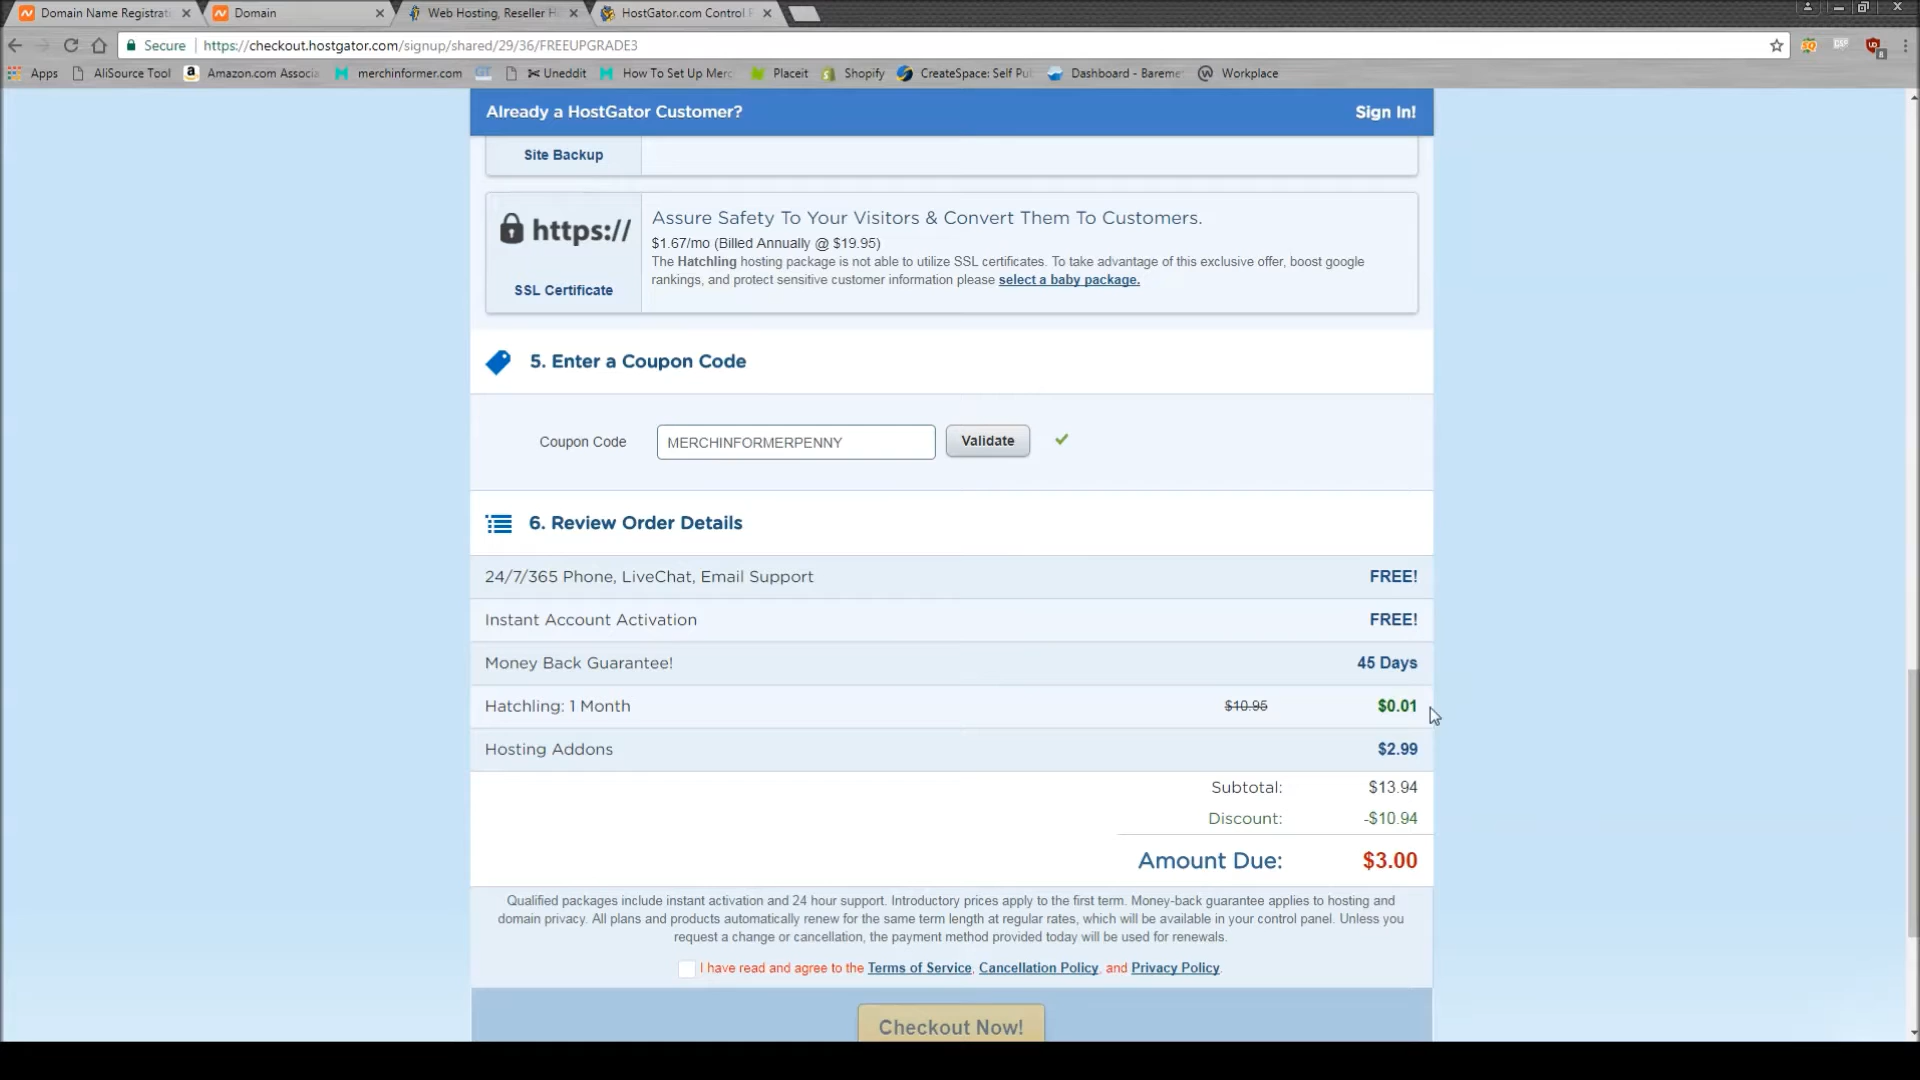 Domain Name Registrati
Domain
Web Hosting, Reseller H
HostGator.com Control P
Secure
https://checkout.hostgator.com/signup/shared/29/36/FREEUPGRADE3
Apps
AliSource Tool
Amazon.com Associa
merchinformer.com
Uneddit
How To Set Up Merc
Placeit
Shopify
CreateSpace: Self Pu
Dashboard - Bareme
Workplace
Already a HostGator Customer?
Sign In!
Site Backup
https://
SSL Certificate
Assure Safety To Your Visitors & Convert Them To Customers.
$1.67/mo (Billed Annually @ $19.95)
The Hatchling hosting package is not able to utilize SSL certificates. To take advantage of this exclusive offer, boost google
rankings, and protect sensitive customer information please select a baby package.
5. Enter a Coupon Code
Coupon Code
MERCHINFORMERPENNY
Validate
6. Review Order Details
24/7/365 Phone, LiveChat, Email Support FREE!
Instant Account Activation FREE!
Money Back Guarantee! 45 Days
Hatchling: 1 Month $10.95 $0.01
Hosting Addons $2.99
Subtotal: $13.94
Discount: -$10.94
Amount Due: $3.00
Qualified packages include instant activation and 24 hour support. Introductory prices apply to the first term. Money-back guarantee applies to hosting and
domain privacy. All plans and products automatically renew for the same term length at regular rates, which will be available in your control panel. Unless you
request a change or cancellation, the payment method provided today will be used for renewals.
I have read and agree to the Terms of Service, Cancellation Policy, and Privacy Policy.
Checkout Now!